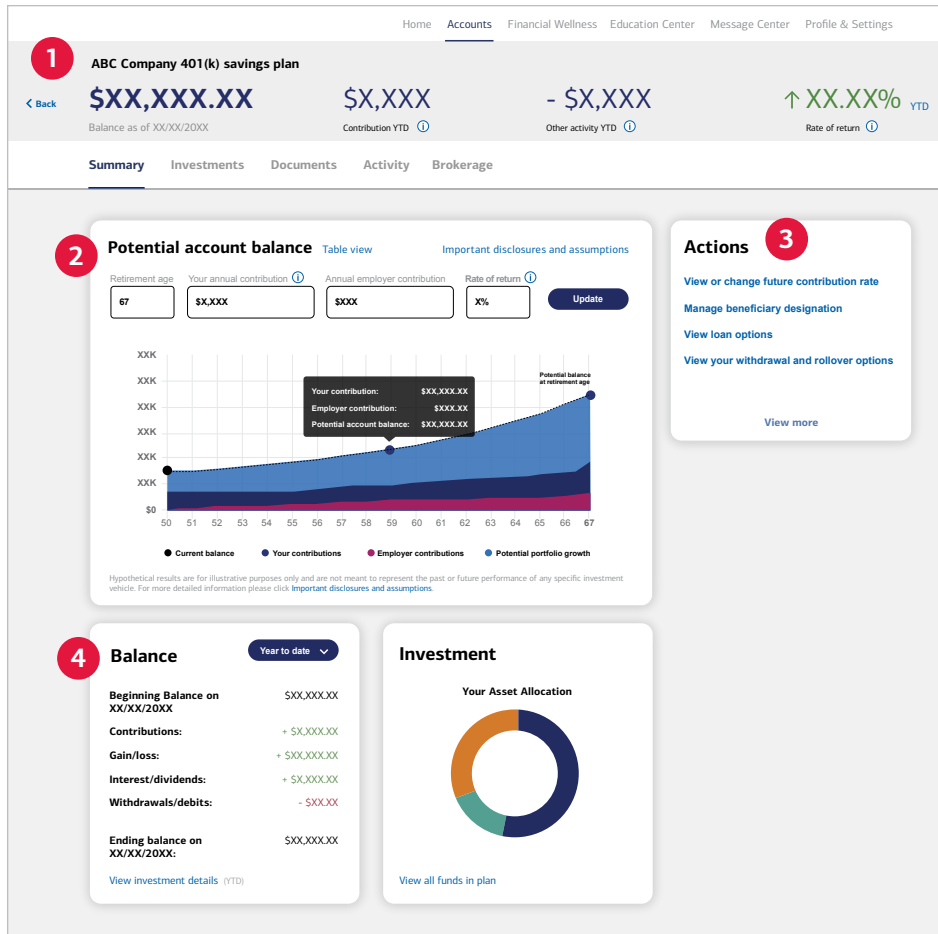 Home Accounts Financial Wellness Education Center Message Center Profile & Settings
1
ABC Company 401(k) savings plan
Back
$XX,XXX.XX $X,XXX - $X,XXX ↑ XX.XX% YTD
Balance as of XX/XX/20XX Contribution YTD i Other activity YTD i Rate of return i
Summary Investments Documents Activity Brokerage
2
Potential account balance Table view Important disclosures and assumptions
Retirement age Your annual contribution i Annual employer contribution Rate of return i
67 $X,XXX $XXX X% Update
XXK
XXK
XXK
XXK
XXK
XXK
$0
Potential balance
at retirement age
Your contribution: $XX,XXX.XX
Employer contribution: $XXX.XX
Potential account balance: $XX,XXX.XX
50 51 52 53 54 55 56 57 58 59 60 61 62 63 64 65 66 67
Current balance Your contributions Employer contributions Potential portfolio growth
Hypothetical results are for illustrative purposes only and are not meant to represent the past or future performance of any specific investment
vehicle. For more detailed information please click Important disclosures and assumptions.
3
Actions
View or change future contribution rate
Manage beneficiary designation
View loan options
View your withdrawal and rollover options
View more
4
Balance Year to date
Beginning Balance on $XX,XXX.XX
XX/XX/20XX
Contributions: + $X,XXX.XX
Gain/loss: + $XX,XXX.XX
Interest/dividends: + $X,XXX.XX
Withdrawals/debits: - $XX.XX
Ending balance on $XX,XXX.XX
XX/XX/20XX:
View investment details (YTD)
Investment
Your Asset Allocation
View all funds in plan